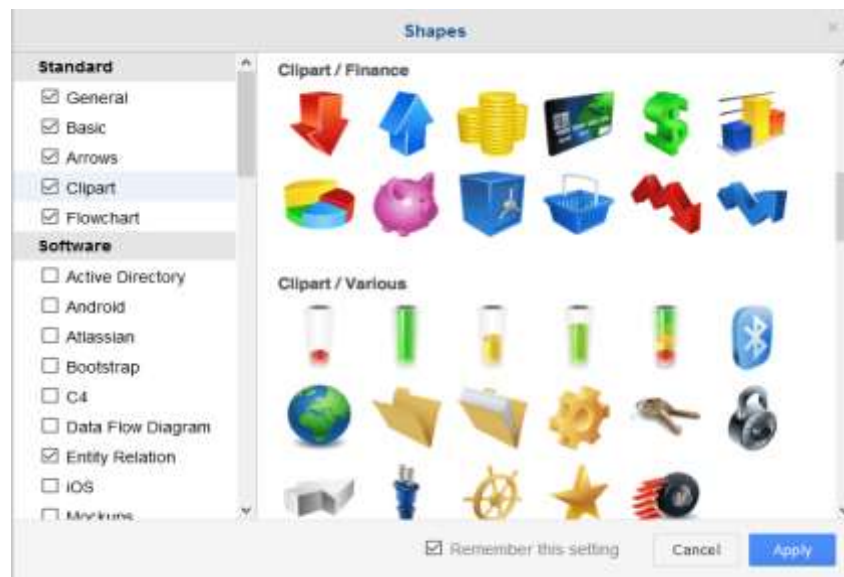 Shapes
Standard
General
Basic
Arrows
Clipart
Flowchart
Software
Active Directory
Android
Atlassian
Bootstrap
C4
Data Flow Diagram
Entity Relation
iOS
Mockups
Clipart / Finance
Clipart / Various
Remember this setting
Cancel
Apply